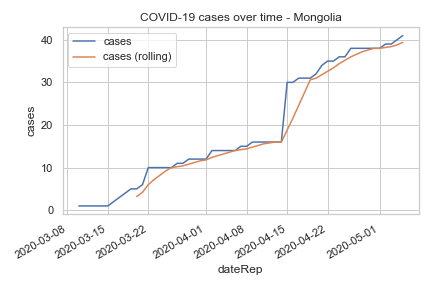 COVID-19 cases over time - Mongolia
cases
cases (rolling)
40
30
20
10
0
cases
2020-03-08
2020-03-15
2020-03-22
2020-04-01
2020-04-08
2020-04-15
2020-04-22
2020-05-01
dateRep